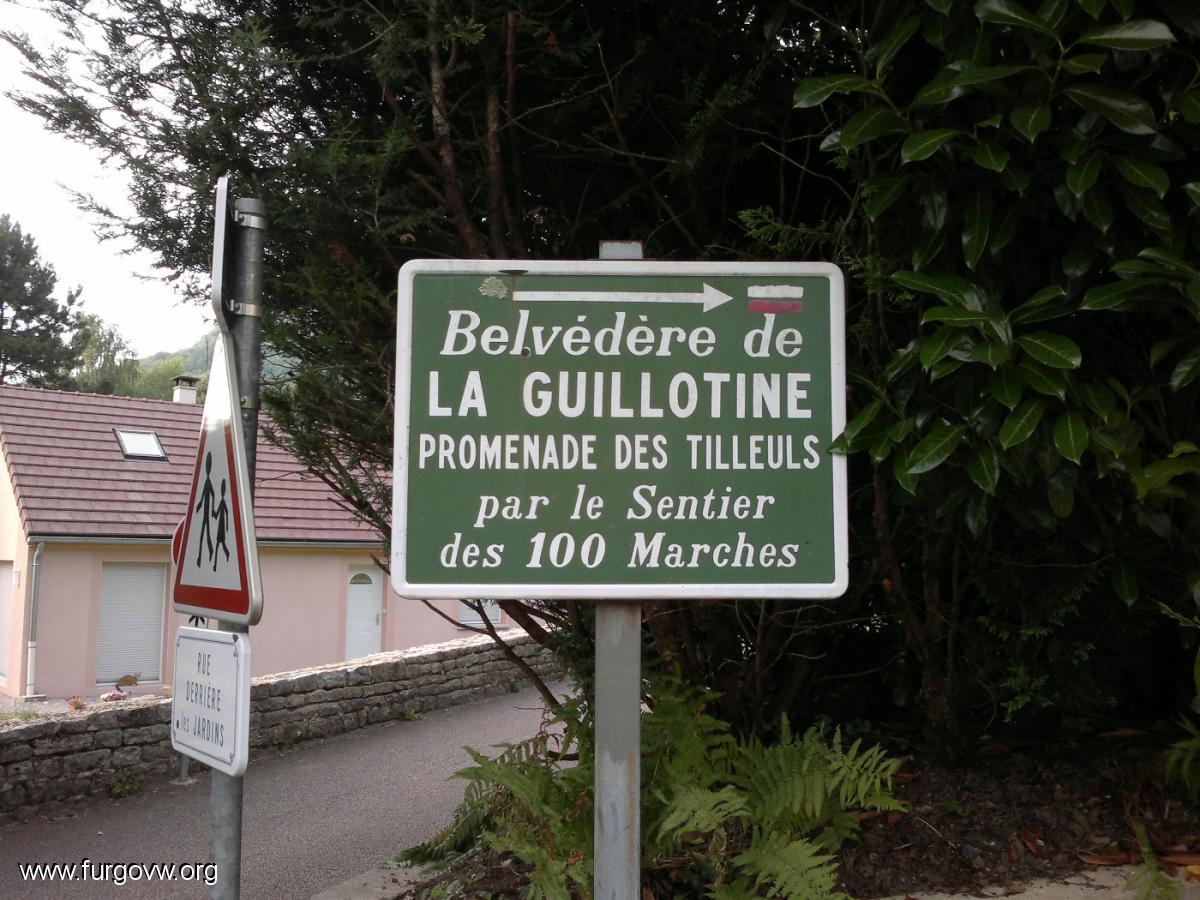 Belvédère de
LA GUILLOTINE
PROMENADE DES TILLEULS
par le Sentier
des 100 Marches
RUE
DERRIÈRE
les JARDINS
www.furgovw.org